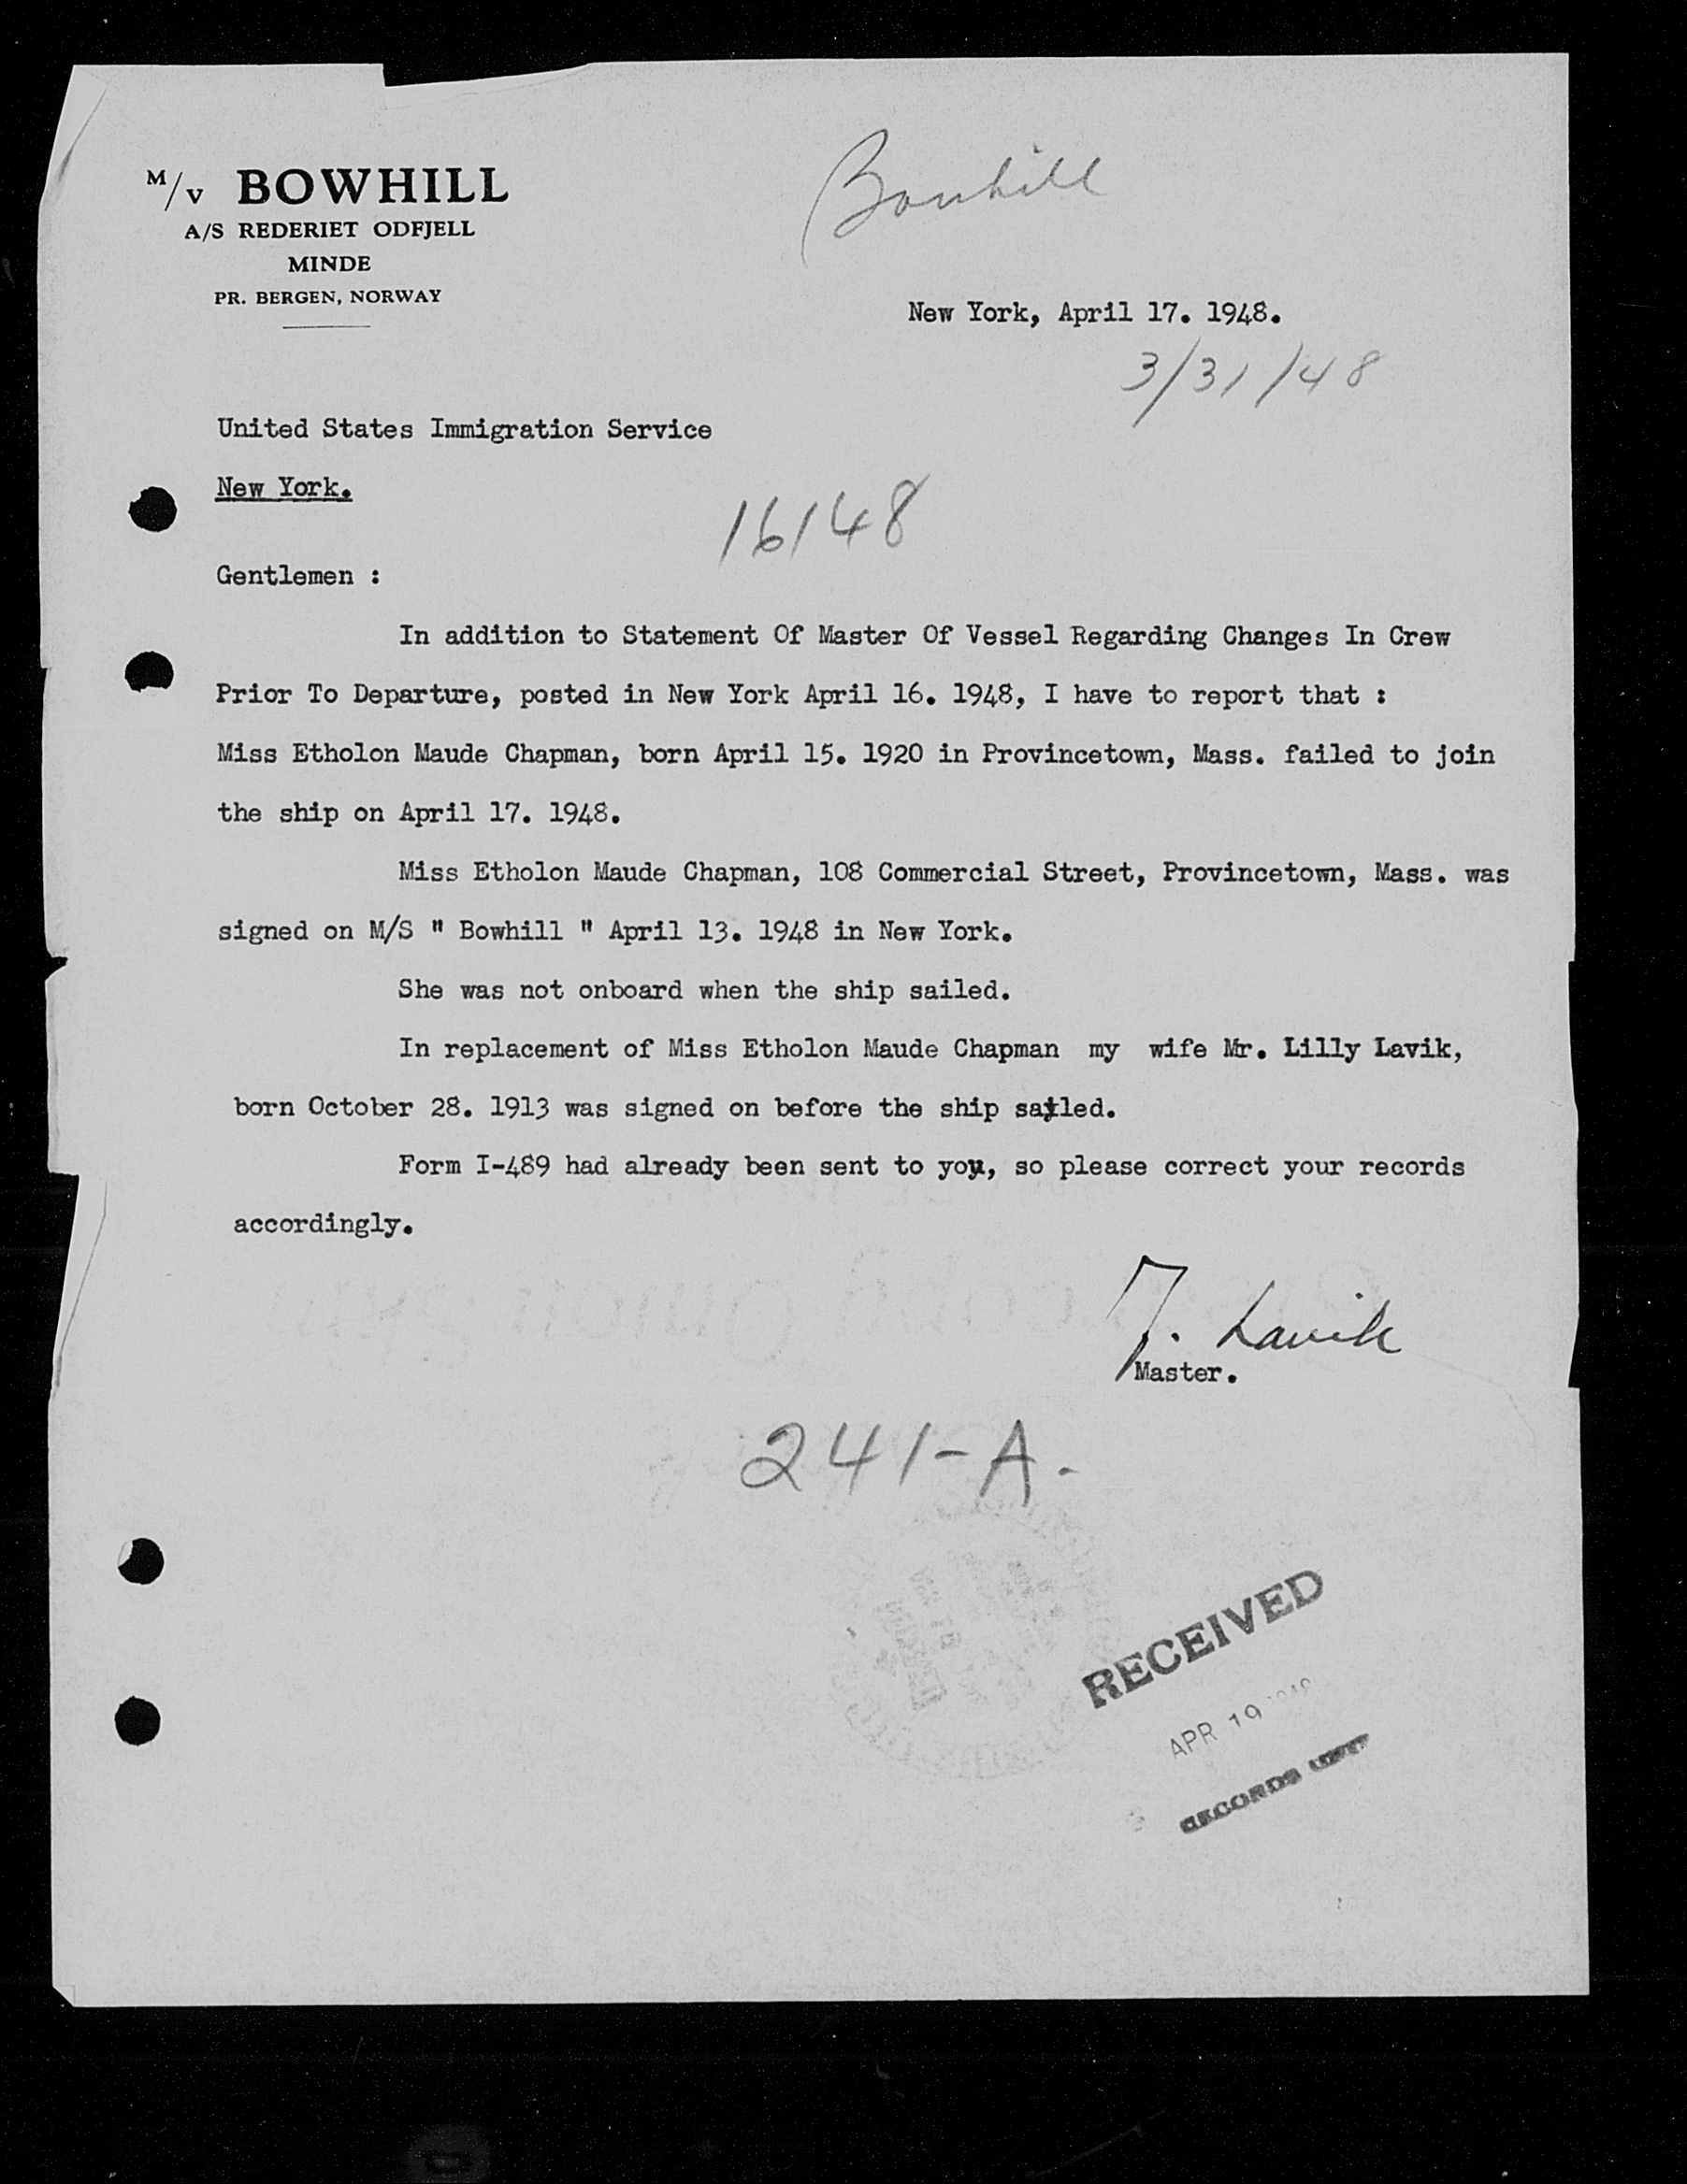 M/V BOWHILL
A/S REDERIET ODFJELL
MINDE
PR. BERGEN, NORWAY
Bowhill
New York, April 17. 1948.
3/31/48
United States Immigration Service
New York.
16148
Gentlemen :
In addition to Statement Of Master Of Vessel Regarding Changes In Crew
Prior To Departure, posted in New York April 16. 1948, I have to report that :
Miss Etholon Maude Chapman, born April 15. 1920 in Provincetown, Mass. failed to join
the ship on April 17. 1948.
Miss Etholon Maude Chapman, 108 Commercial Street, Provincetown, Mass. was
signed on M/S " Bowhill " April 13. 1948 in New York.
She was not onboard when the ship sailed.
In replacement of Miss Etholon Maude Chapman my wife Mr. Lilly Lavik,
born October 28. 1913 was signed on before the ship sailed.
Form I-489 had already been sent to you, so please correct your records
accordingly.
J. Lavik
Master.
241-A.
RECEIVED
APR 19
RECORDS